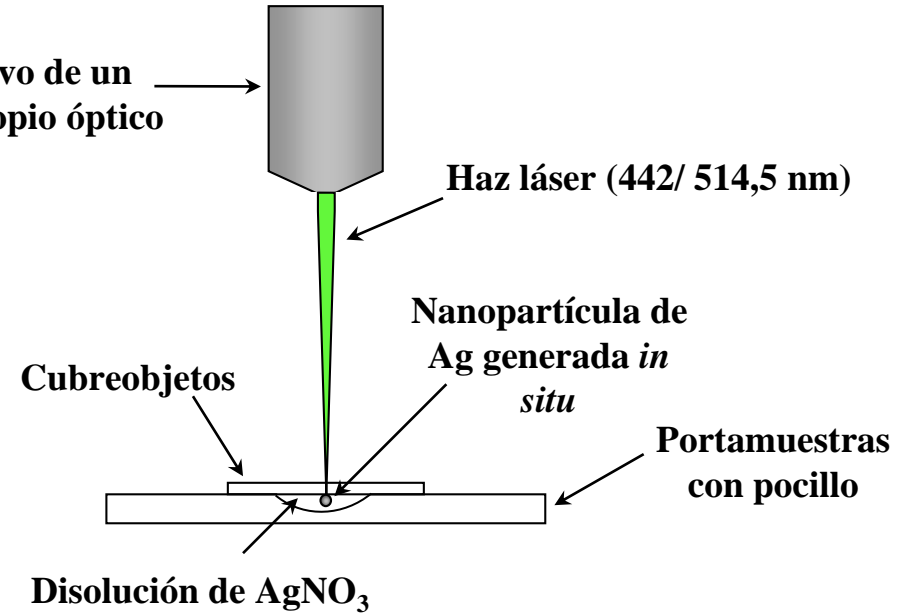 vo de un
opio óptico
Haz láser (442/ 514,5 nm)
Nanopartícula de
Ag generada in
situ
Cubreobjetos
Portamuestras
con pocillo
Disolución de AgNO₃